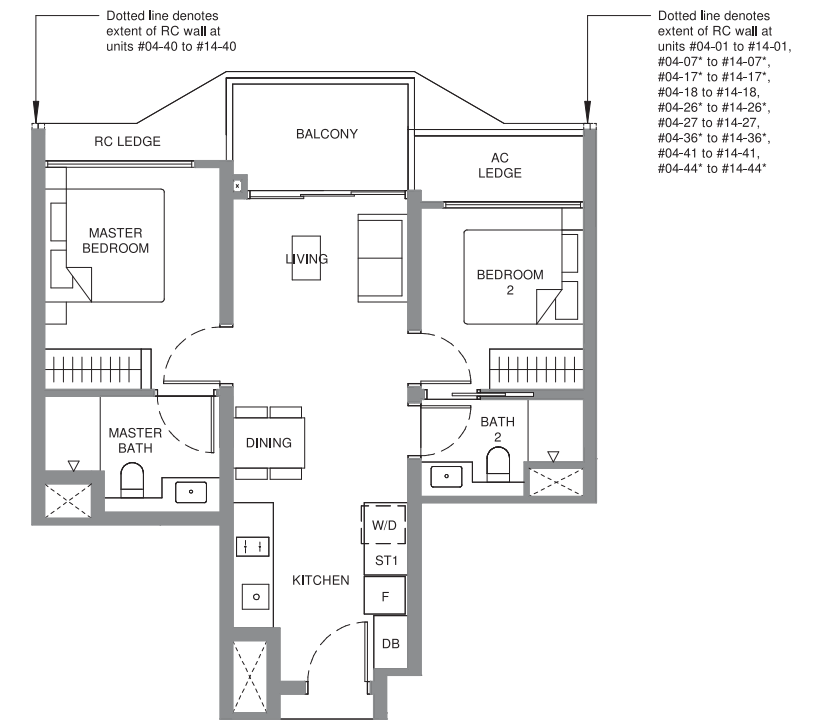 Dotted line denotes
extent of RC wall at
units #04-40 to #14-40
Dotted line denotes
extent of RC wall at
units #04-01 to #14-01,
#04-07* to #14-07*,
#04-17* to #14-17*,
#04-18 to #14-18,
#04-26* to #14-26*,
#04-27 to #14-27,
#04-36* to #14-36*,
#04-41 to #14-41,
#04-44* to #14-44*
RC LEDGE
BALCONY
AC
LEDGE
MASTER
BEDROOM
LIVING
BEDROOM
2
MASTER
BATH
DINING
BATH
2
W/D
ST1
KITCHEN
F
DB